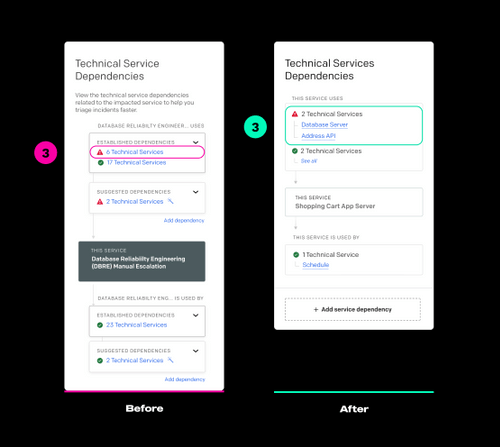 Technical Service
Dependencies
View the technical service dependencies
related to the impacted service to help you
triage incidents faster.
DATABASE RELIABILTY ENGINEER... USES
ESTABLISHED DEPENDENCIES
3
6 Technical Services
17 Technical Services
SUGGESTED DEPENDENCIES
2 Technical Services
Add dependency
THIS SERVICE
Database Reliability Engineering
(DBRE) Manual Escalation
DATABASE RELIABILTY ENG... IS USED BY
ESTABLISHED DEPENDENCIES
23 Technical Services
SUGGESTED DEPENDENCIES
2 Technical Services
Add dependency
Before
Technical Services
Dependencies
THIS SERVICE USES
3
2 Technical Services
Database Server
Address API
2 Technical Services
See all
THIS SERVICE
Shopping Cart App Server
THIS SERVICE IS USED BY
1 Technical Service
Schedule
+ Add service dependency
After